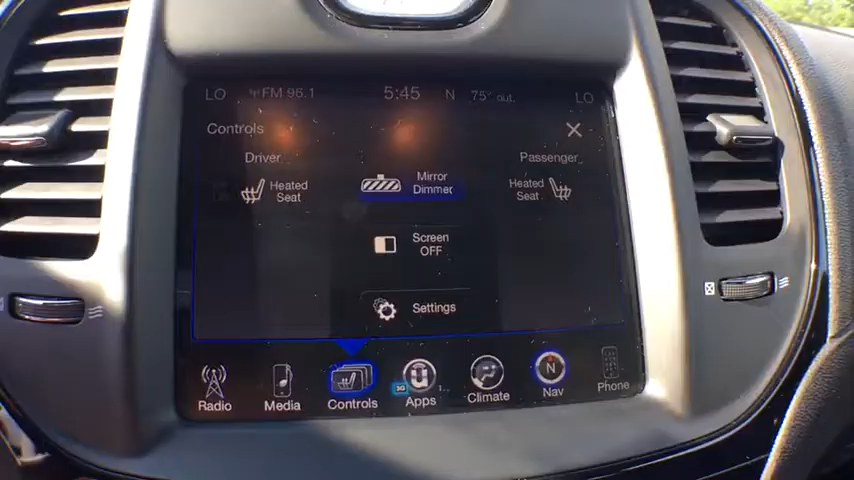 LO FM 96.1 5:45 N 75° out. LO
Controls
Driver
Passenger
Heated
Seat
Mirror
Dimmer
Heated
Seat
Screen
OFF
Settings
Radio
Media
Controls
3G
Apps
Climate
N
Nav
Phone